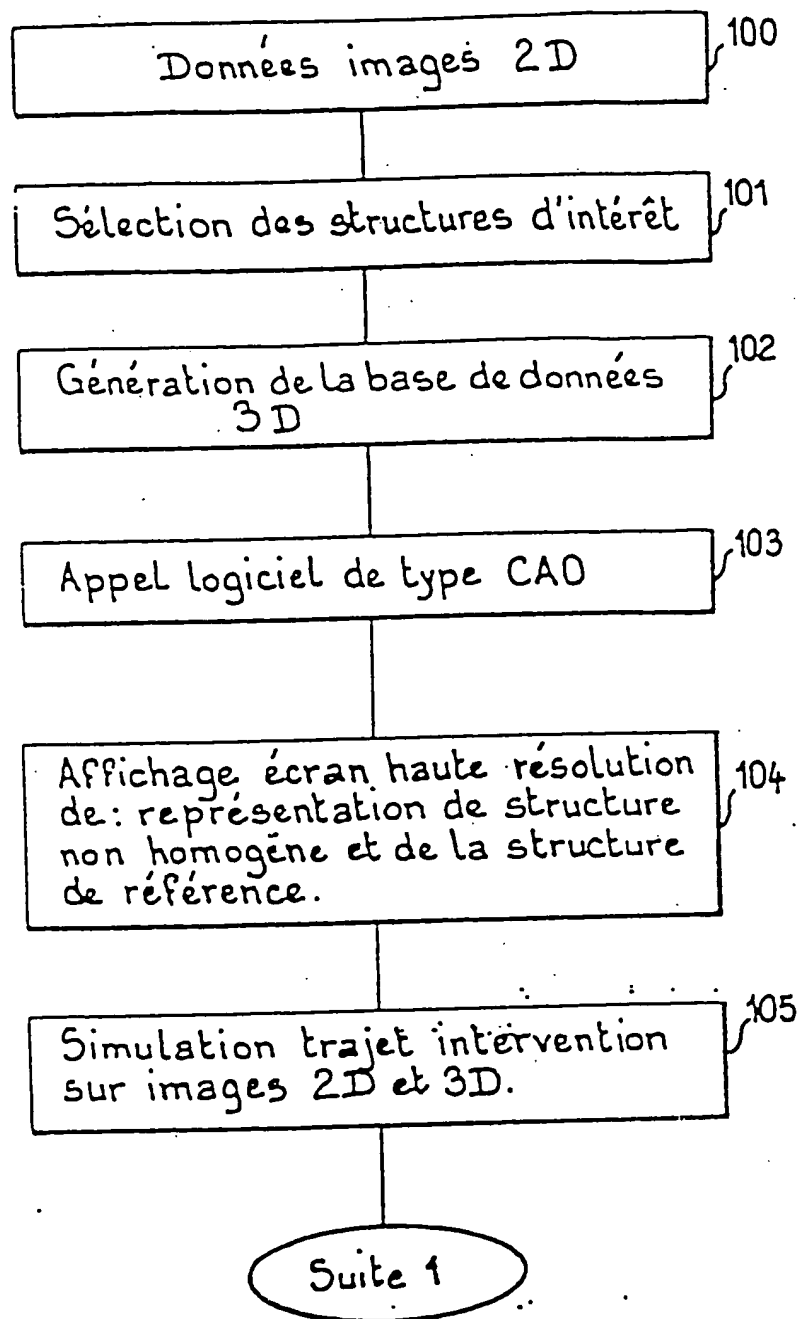 Données images 2D
100
Sélection des structures d'intérêt
101
Génération de la base de données
3D
102
Appel logiciel de type CAO
103
Affichage écran haute résolution
de: représentation de structure
non homogène et de la structure
de référence.
104
Simulation trajet intervention
sur images 2D et 3D.
105
Suite 1